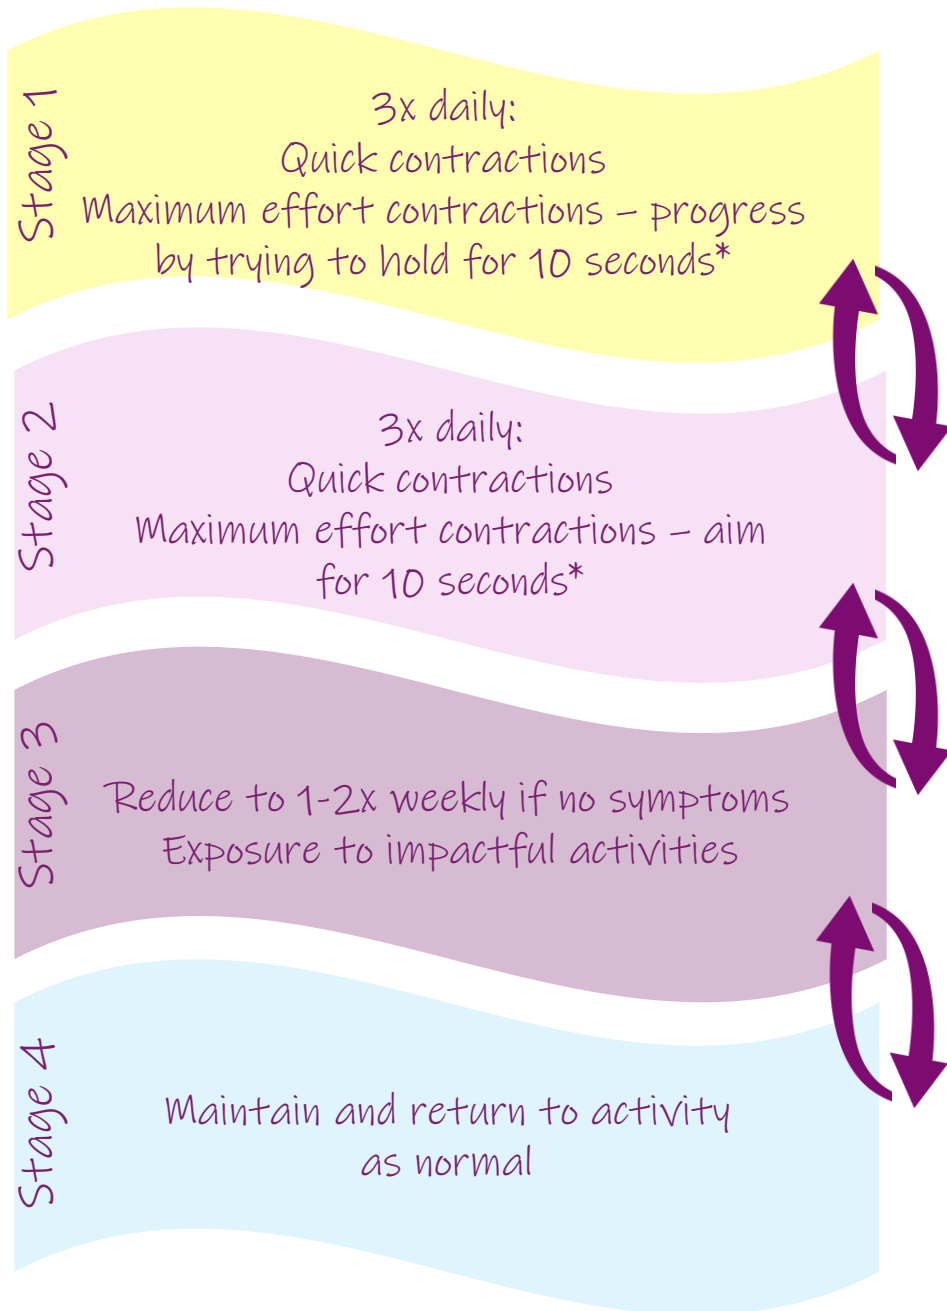 Stage 1
3x daily:
Quick contractions
Maximum effort contractions – progress
by trying to hold for 10 seconds*
Stage 2
3x daily:
Quick contractions
Maximum effort contractions – aim
for 10 seconds*
Stage 3
Reduce to 1-2x weekly if no symptoms
Exposure to impactful activities
Stage 4
Maintain and return to activity
as normal